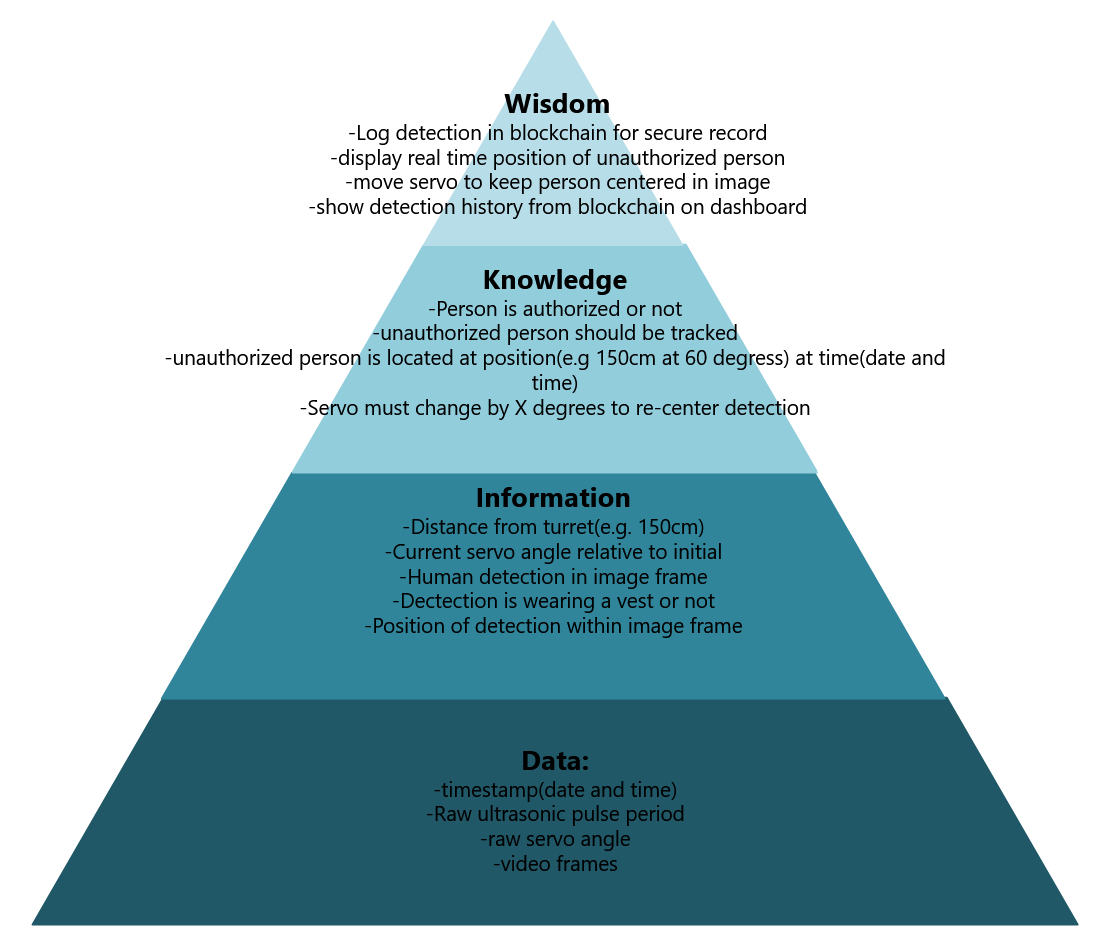 Wisdom
-Log detection in blockchain for secure record
-display real time position of unauthorized person
-move servo to keep person centered in image
-show detection history from blockchain on dashboard
Knowledge
-Person is authorized or not
-unauthorized person should be tracked
-unauthorized person is located at position(e.g 150cm at 60 degress) at time(date and
time)
-Servo must change by X degrees to re-center detection
Information
-Distance from turret(e.g. 150cm)
-Current servo angle relative to initial
-Human detection in image frame
-Dectection is wearing a vest or not
-Position of detection within image frame
Data:
-timestamp(date and time)
-Raw ultrasonic pulse period
-raw servo angle
-video frames